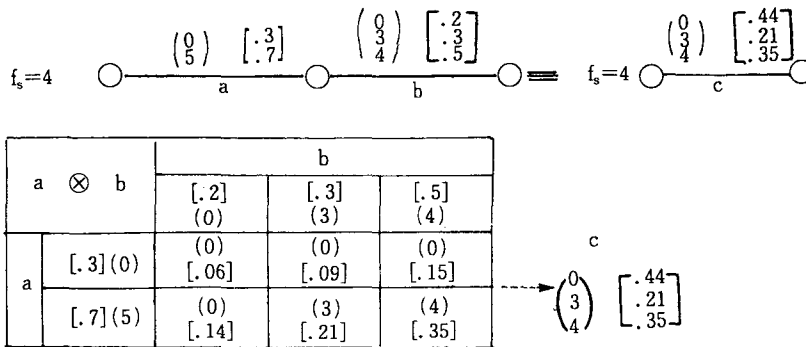 f_s=4 (0 5) [.3 .7] a (0 3 4) [.2 .3 .5] b ≡ f_s=4 (0 3 4) [.44 .21 .35] c
a ⊗ b
b
[.2] [.3] [.5]
(0) (3) (4)
a
[.3](0) (0) (0) (0)
[.06] [.09] [.15]
[.7](5) (0) (3) (4)
[.14] [.21] [.35]
c
(0 3 4) [.44 .21 .35]